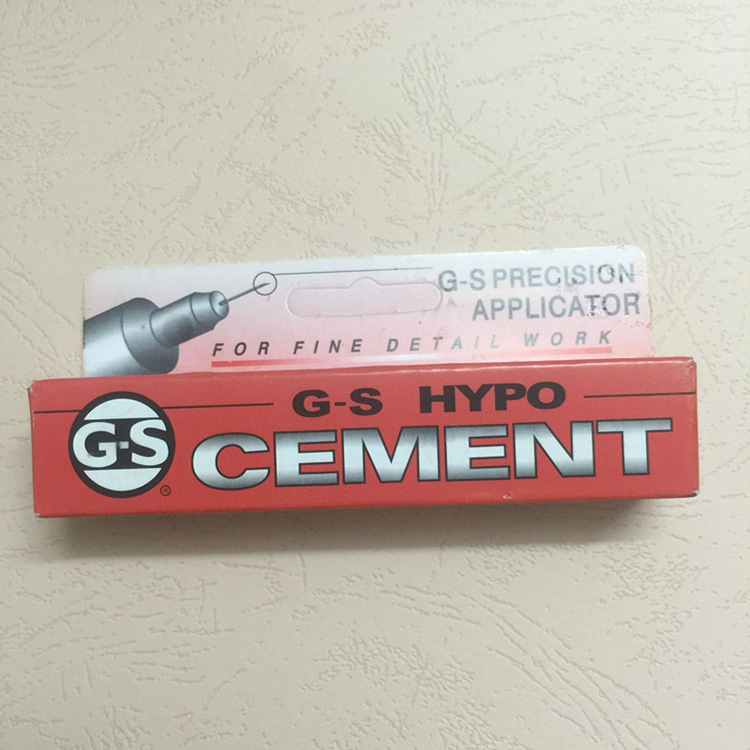 G-S PRECISION
APPLICATOR
FOR FINE DETAIL WORK
G-S HYPO
G-S
CEMENT
®